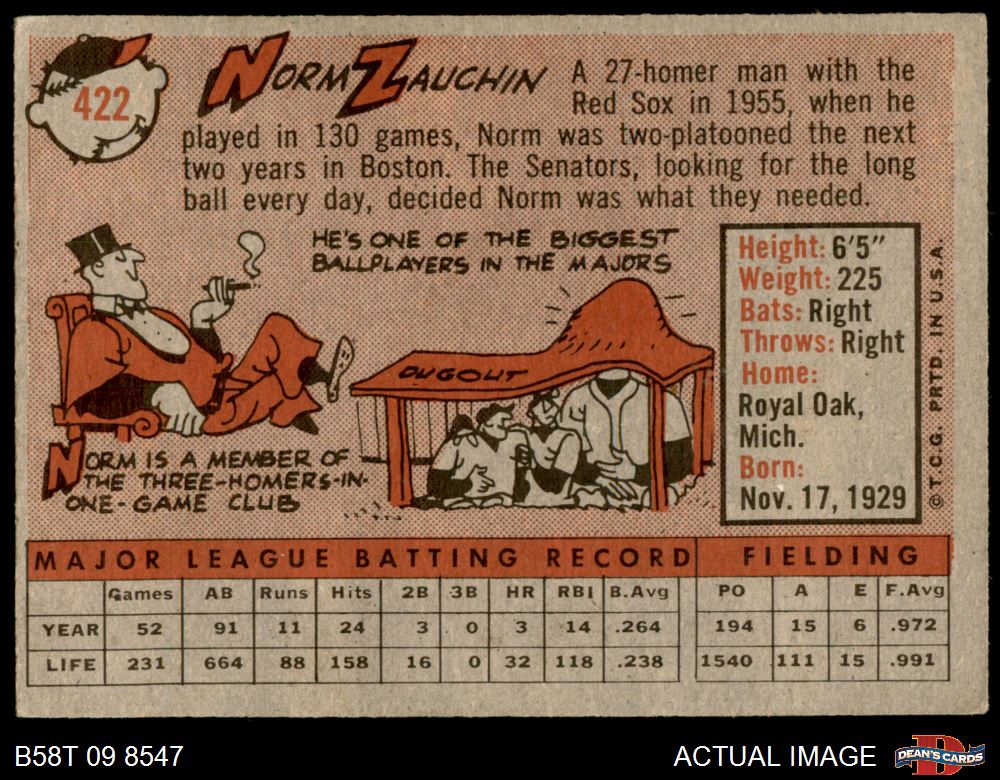 422
NORM ZAUCHIN
A 27-homer man with the
Red Sox in 1955, when he
played in 130 games, Norm was two-platooned the next
two years in Boston. The Senators, looking for the long
ball every day, decided Norm was what they needed.
HE'S ONE OF THE BIGGEST
BALLPLAYERS IN THE MAJORS
DUGOUT
NORM IS A MEMBER OF
THE THREE-HOMERS-IN-
ONE-GAME CLUB
Height: 6'5"
Weight: 225
Bats: Right
Throws: Right
Home:
Royal Oak,
Mich.
Born:
Nov. 17, 1929
© T.C.G. PRTD. IN U.S.A.
MAJOR LEAGUE BATTING RECORD FIELDING
Games AB Runs Hits 2B 3B HR RBI B.Avg PO A E F.Avg
YEAR 52 91 11 24 3 0 3 14 .264 194 15 6 .972
LIFE 231 664 88 158 16 0 32 118 .238 1540 111 15 .991
B58T 09 8547 ACTUAL IMAGE
D
DEAN'S CARDS